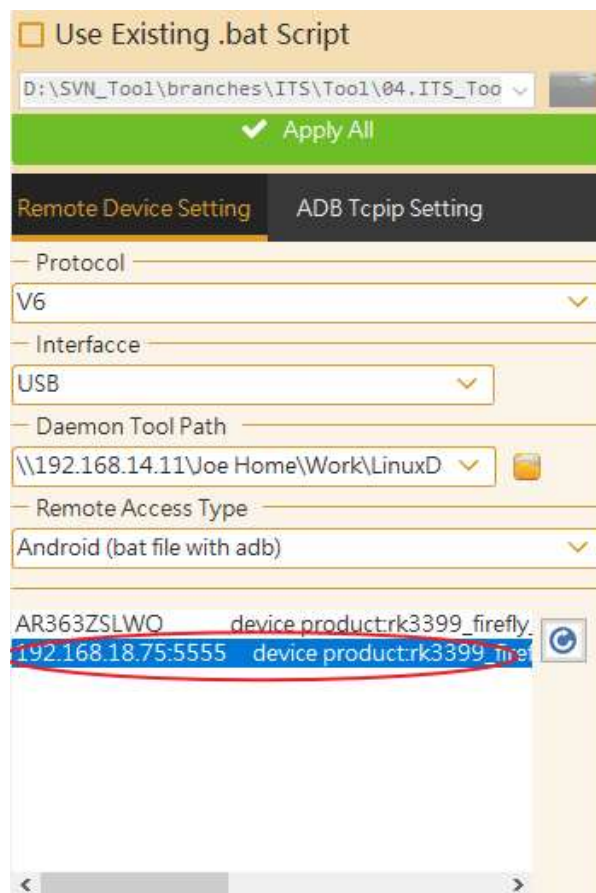 Use Existing .bat Script
D:\SVN_Tool\branches\ITS\Tool\04.ITS_Too
Apply All
Remote Device Setting ADB Tcpip Setting
Protocol
V6
Interfacce
USB
Daemon Tool Path
\\192.168.14.11\Joe Home\Work\LinuxD
Remote Access Type
Android (bat file with adb)
AR363ZSLWQ device product:rk3399_firefly_
192.168.18.75:5555 device product:rk3399_firef